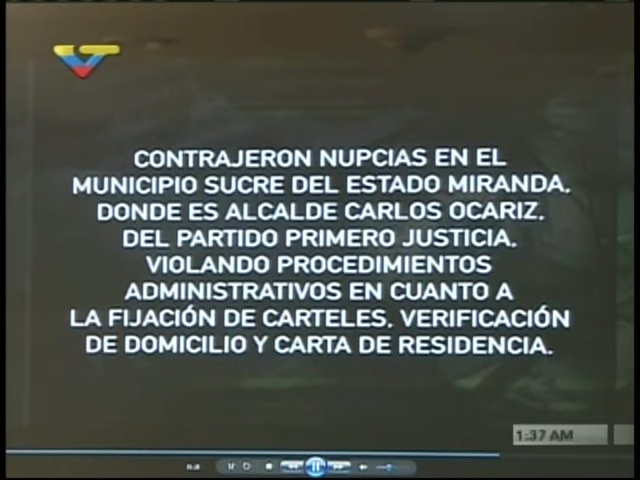 CONTRAJERON NUPCIAS EN EL
MUNICIPIO SUCRE DEL ESTADO MIRANDA,
DONDE ES ALCALDE CARLOS OCARIZ,
DEL PARTIDO PRIMERO JUSTICIA,
VIOLANDO PROCEDIMIENTOS
ADMINISTRATIVOS EN CUANTO A
LA FIJACIÓN DE CARTELES, VERIFICACIÓN
DE DOMICILIO Y CARTA DE RESIDENCIA.
1:37 AM